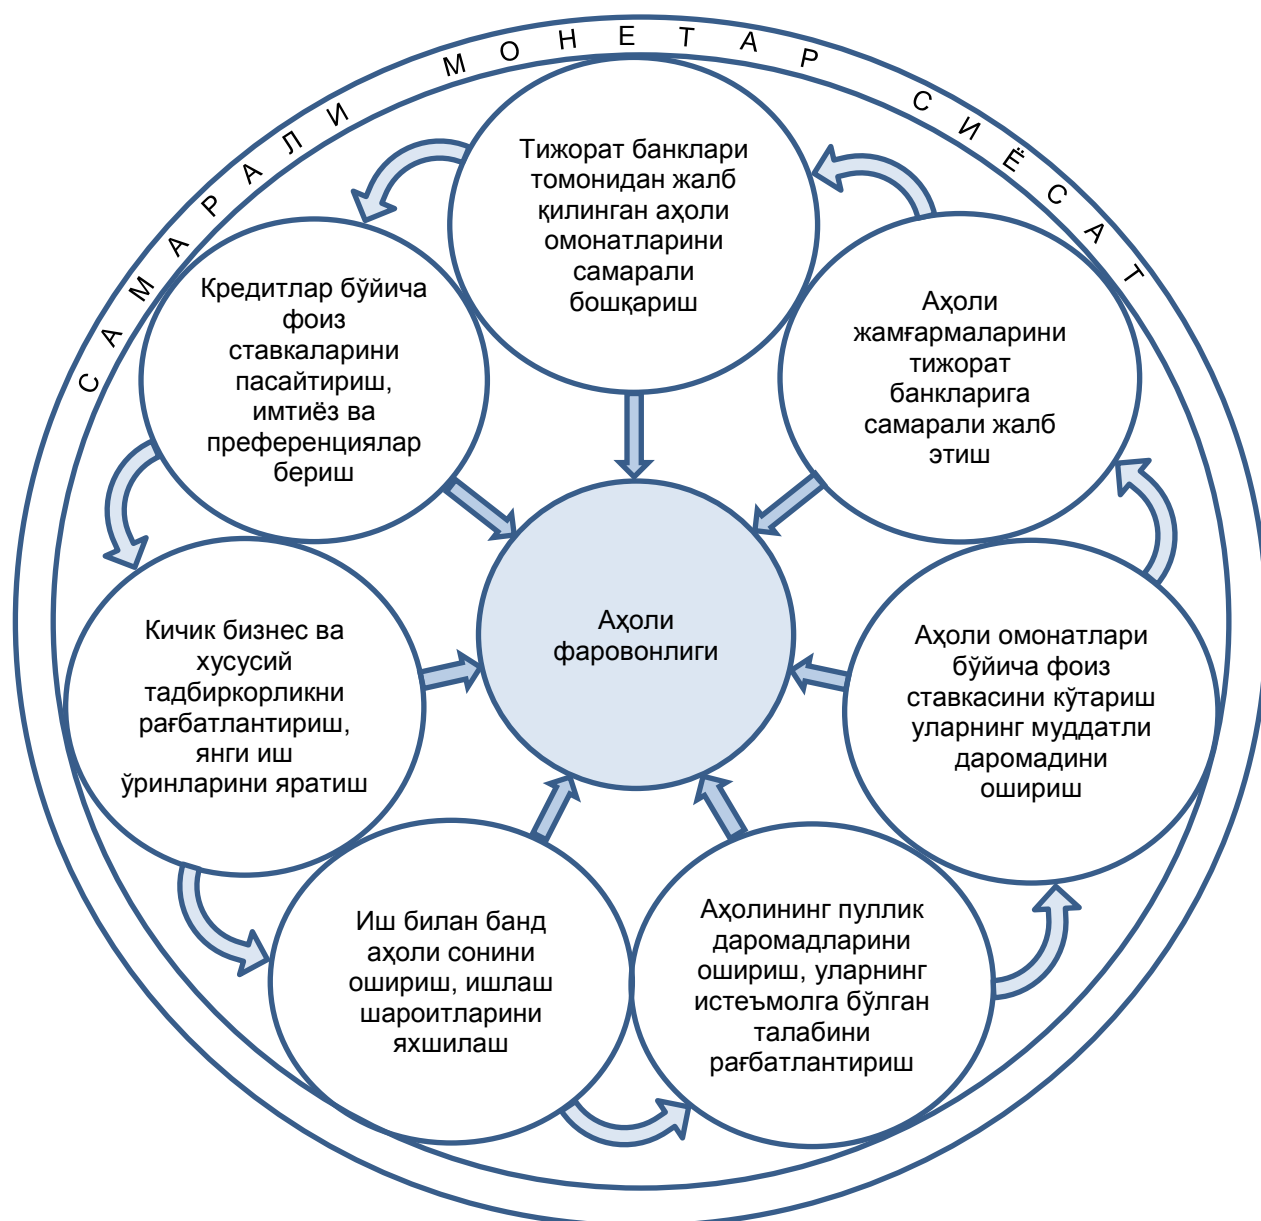 САМАРАЛИ МОНЕТАР СИЁСАТ
Тижорат банклари
томонидан жалб
қилинган аҳоли
омонатларини
самарали
бошқариш
Кредитлар бўйича
фоиз
ставкаларини
пасайтириш,
имтиёз ва
преференциялар
бериш
Аҳоли
жамғармаларини
тижорат
банкларига
самарали жалб
этиш
Кичик бизнес ва
хусусий
тадбиркорликни
рағбатлантириш,
янги иш
ўринларини яратиш
Аҳоли
фаровонлиги
Аҳоли омонатлари
бўйича фоиз
ставкасини кўтариш
уларнинг муддатли
даромадини
ошириш
Иш билан банд
аҳоли сонини
ошириш, ишлаш
шароитларини
яхшилаш
Аҳолининг пуллик
даромадларини
ошириш, уларнинг
истеъмолга бўлган
талабини
рағбатлантириш